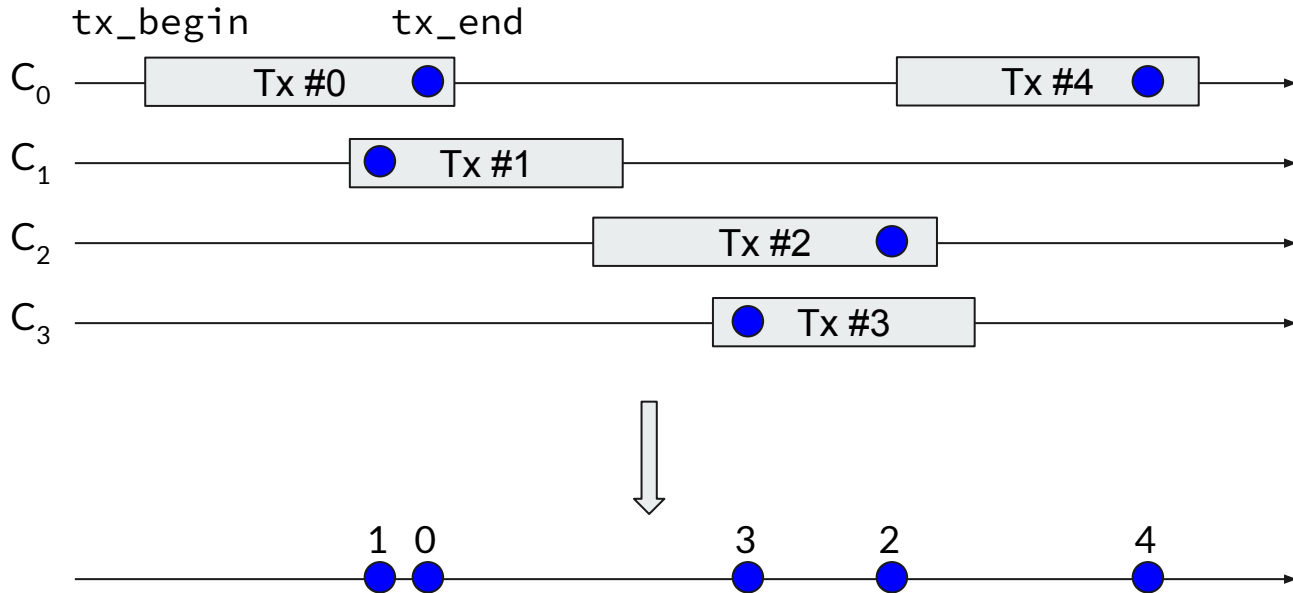 tx_begin tx_end
C0 Tx #0 Tx #4
C1 Tx #1
C2 Tx #2
C3 Tx #3
1 0 3 2 4